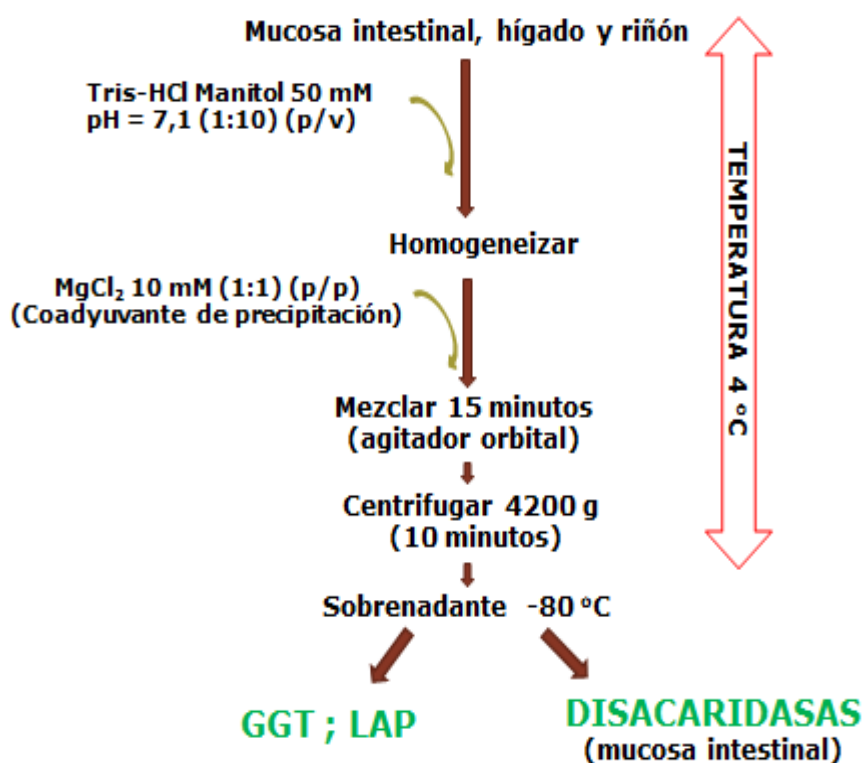 Mucosa intestinal, hígado y riñón
Tris-HCl Manitol 50 mM
pH = 7,1 (1:10) (p/v)
Homogeneizar
MgCl₂ 10 mM (1:1) (p/p)
(Coadyuvante de precipitación)
Mezclar 15 minutos
(agitador orbital)
Centrifugar 4200 g
(10 minutos)
Sobrenadante -80 ºC
GGT ; LAP
DISACARIDASAS
(mucosa intestinal)
TEMPERATURA 4 ºC